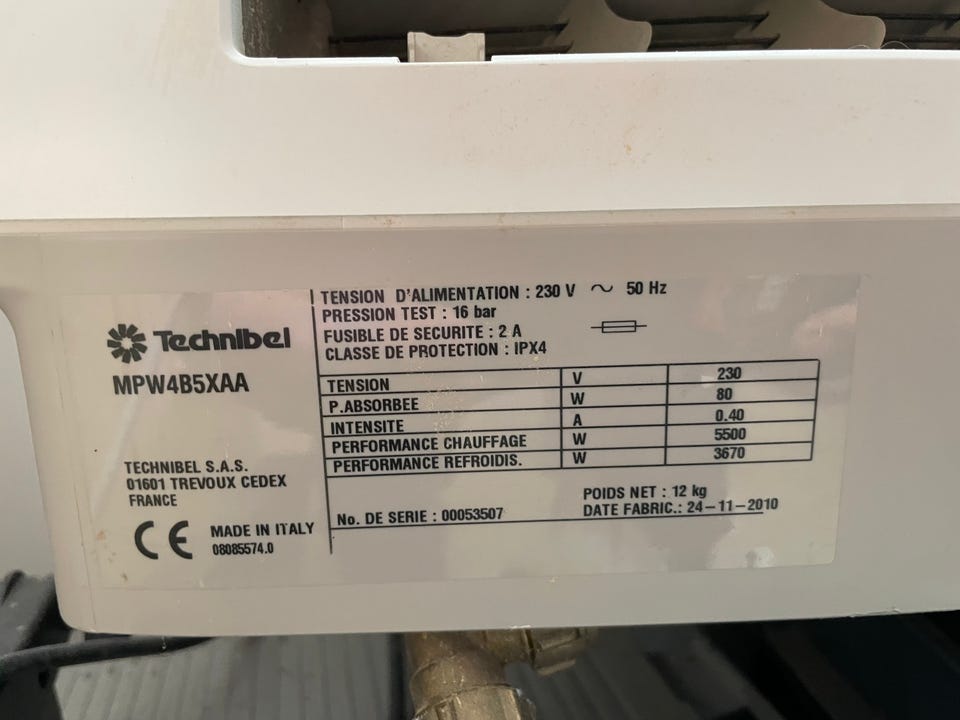 Technibel
MPW4B5XAA
TECHNIBEL S.A.S.
01601 TREVOUX CEDEX
FRANCE
CE MADE IN ITALY
08085574.0
TENSION D'ALIMENTATION : 230 V ~ 50 Hz
PRESSION TEST : 16 bar
FUSIBLE DE SECURITE : 2 A
CLASSE DE PROTECTION : IPX4
TENSION V 230
P.ABSORBEE W 80
INTENSITE A 0.40
PERFORMANCE CHAUFFAGE W 5500
PERFORMANCE REFROIDIS. W 3670
POIDS NET : 12 kg
No. DE SERIE : 00053507 DATE FABRIC.: 24-11-2010